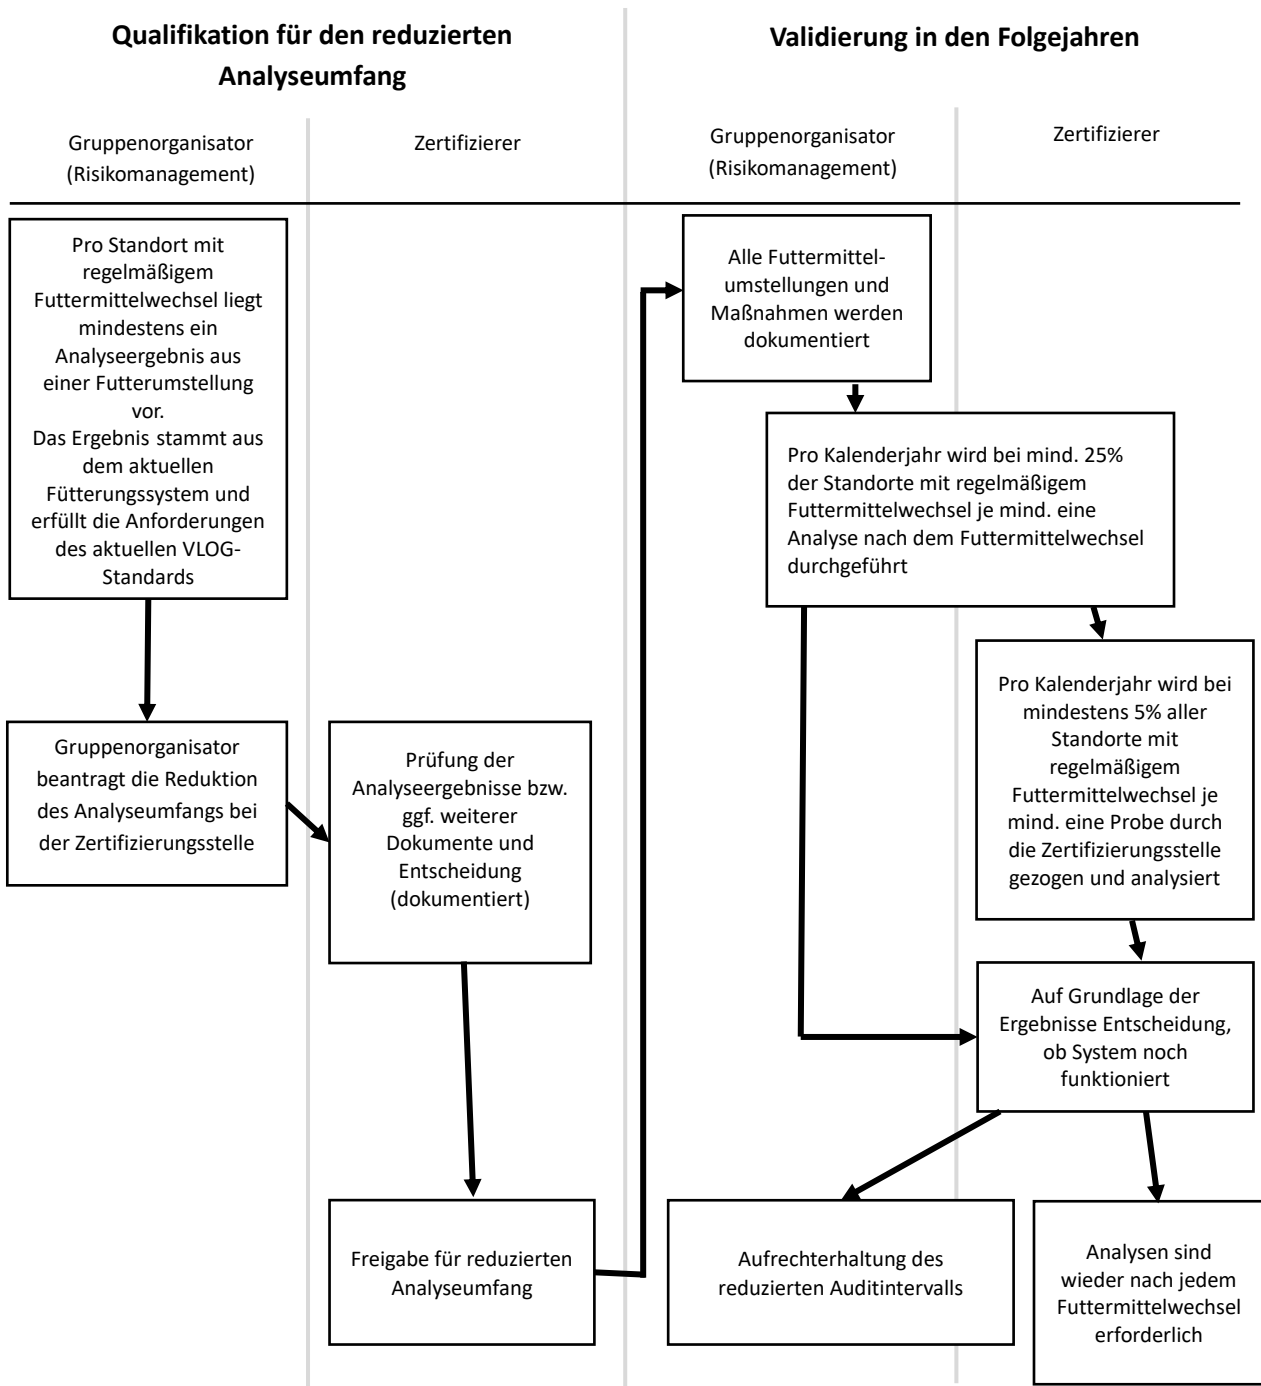 Qualifikation für den reduzierten
Analyseumfang
Validierung in den Folgejahren
Gruppenorganisator
(Risikomanagement)
Zertifizierer
Gruppenorganisator
(Risikomanagement)
Zertifizierer
Pro Standort mit
regelmäßigem
Futtermittelwechsel liegt
mindestens ein
Analyseergebnis aus
einer Futterumstellung
vor.
Das Ergebnis stammt aus
dem aktuellen
Fütterungssystem und
erfüllt die Anforderungen
des aktuellen VLOG-
Standards
Gruppenorganisator
beantragt die Reduktion
des Analyseumfangs bei
der Zertifizierungsstelle
Prüfung der
Analyseergebnisse bzw.
ggf. weiterer
Dokumente und
Entscheidung
(dokumentiert)
Freigabe für reduzierten
Analyseumfang
Alle Futtermittel-
umstellungen und
Maßnahmen werden
dokumentiert
Pro Kalenderjahr wird bei mind. 25%
der Standorte mit regelmäßigem
Futtermittelwechsel je mind. eine
Analyse nach dem Futtermittelwechsel
durchgeführt
Pro Kalenderjahr wird bei
mindestens 5% aller
Standorte mit
regelmäßigem
Futtermittelwechsel je
mind. eine Probe durch
die Zertifizierungsstelle
gezogen und analysiert
Auf Grundlage der
Ergebnisse Entscheidung,
ob System noch
funktioniert
Aufrechterhaltung des
reduzierten Auditintervalls
Analysen sind
wieder nach jedem
Futtermittelwechsel
erforderlich